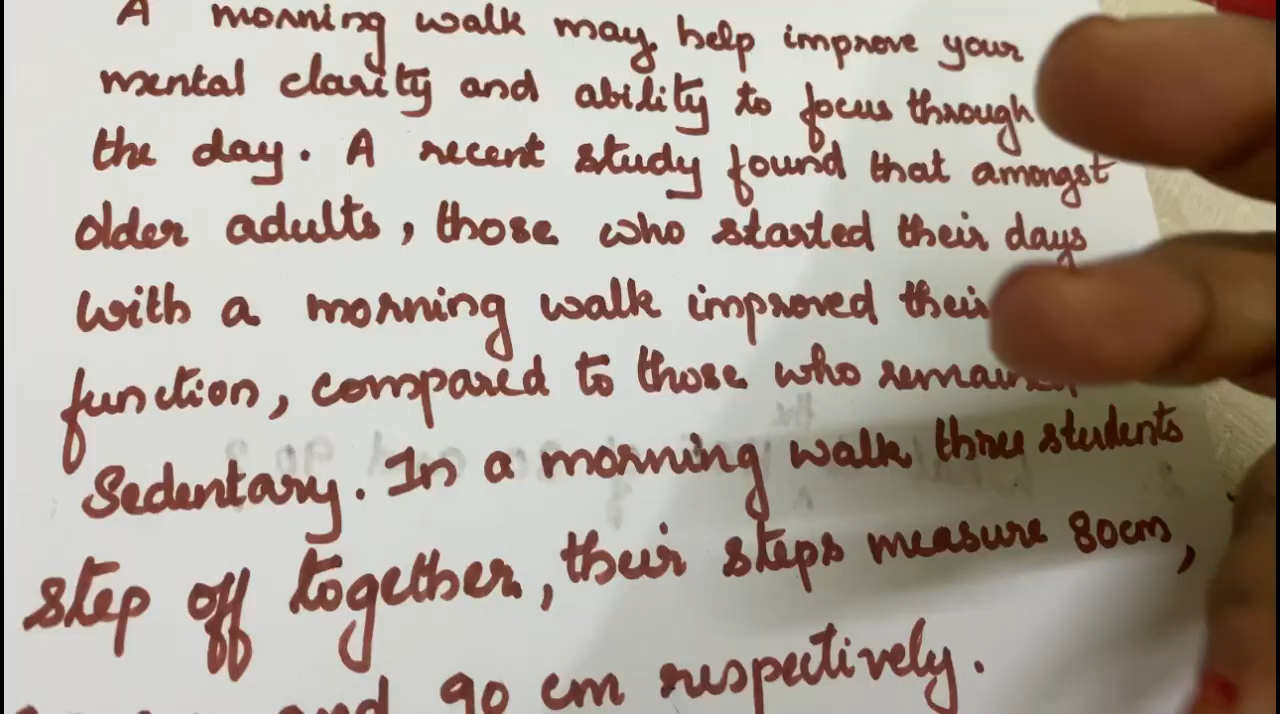 A morning walk may help improve your
mental clarity and ability to focus through
the day. A recent study found that amongst
older adults, those who started their days
with a morning walk improved their
function, compared to those who remained
Sedentary. In a morning walk three students
step off together, their steps measure 80cm,
and 90 cm respectively.